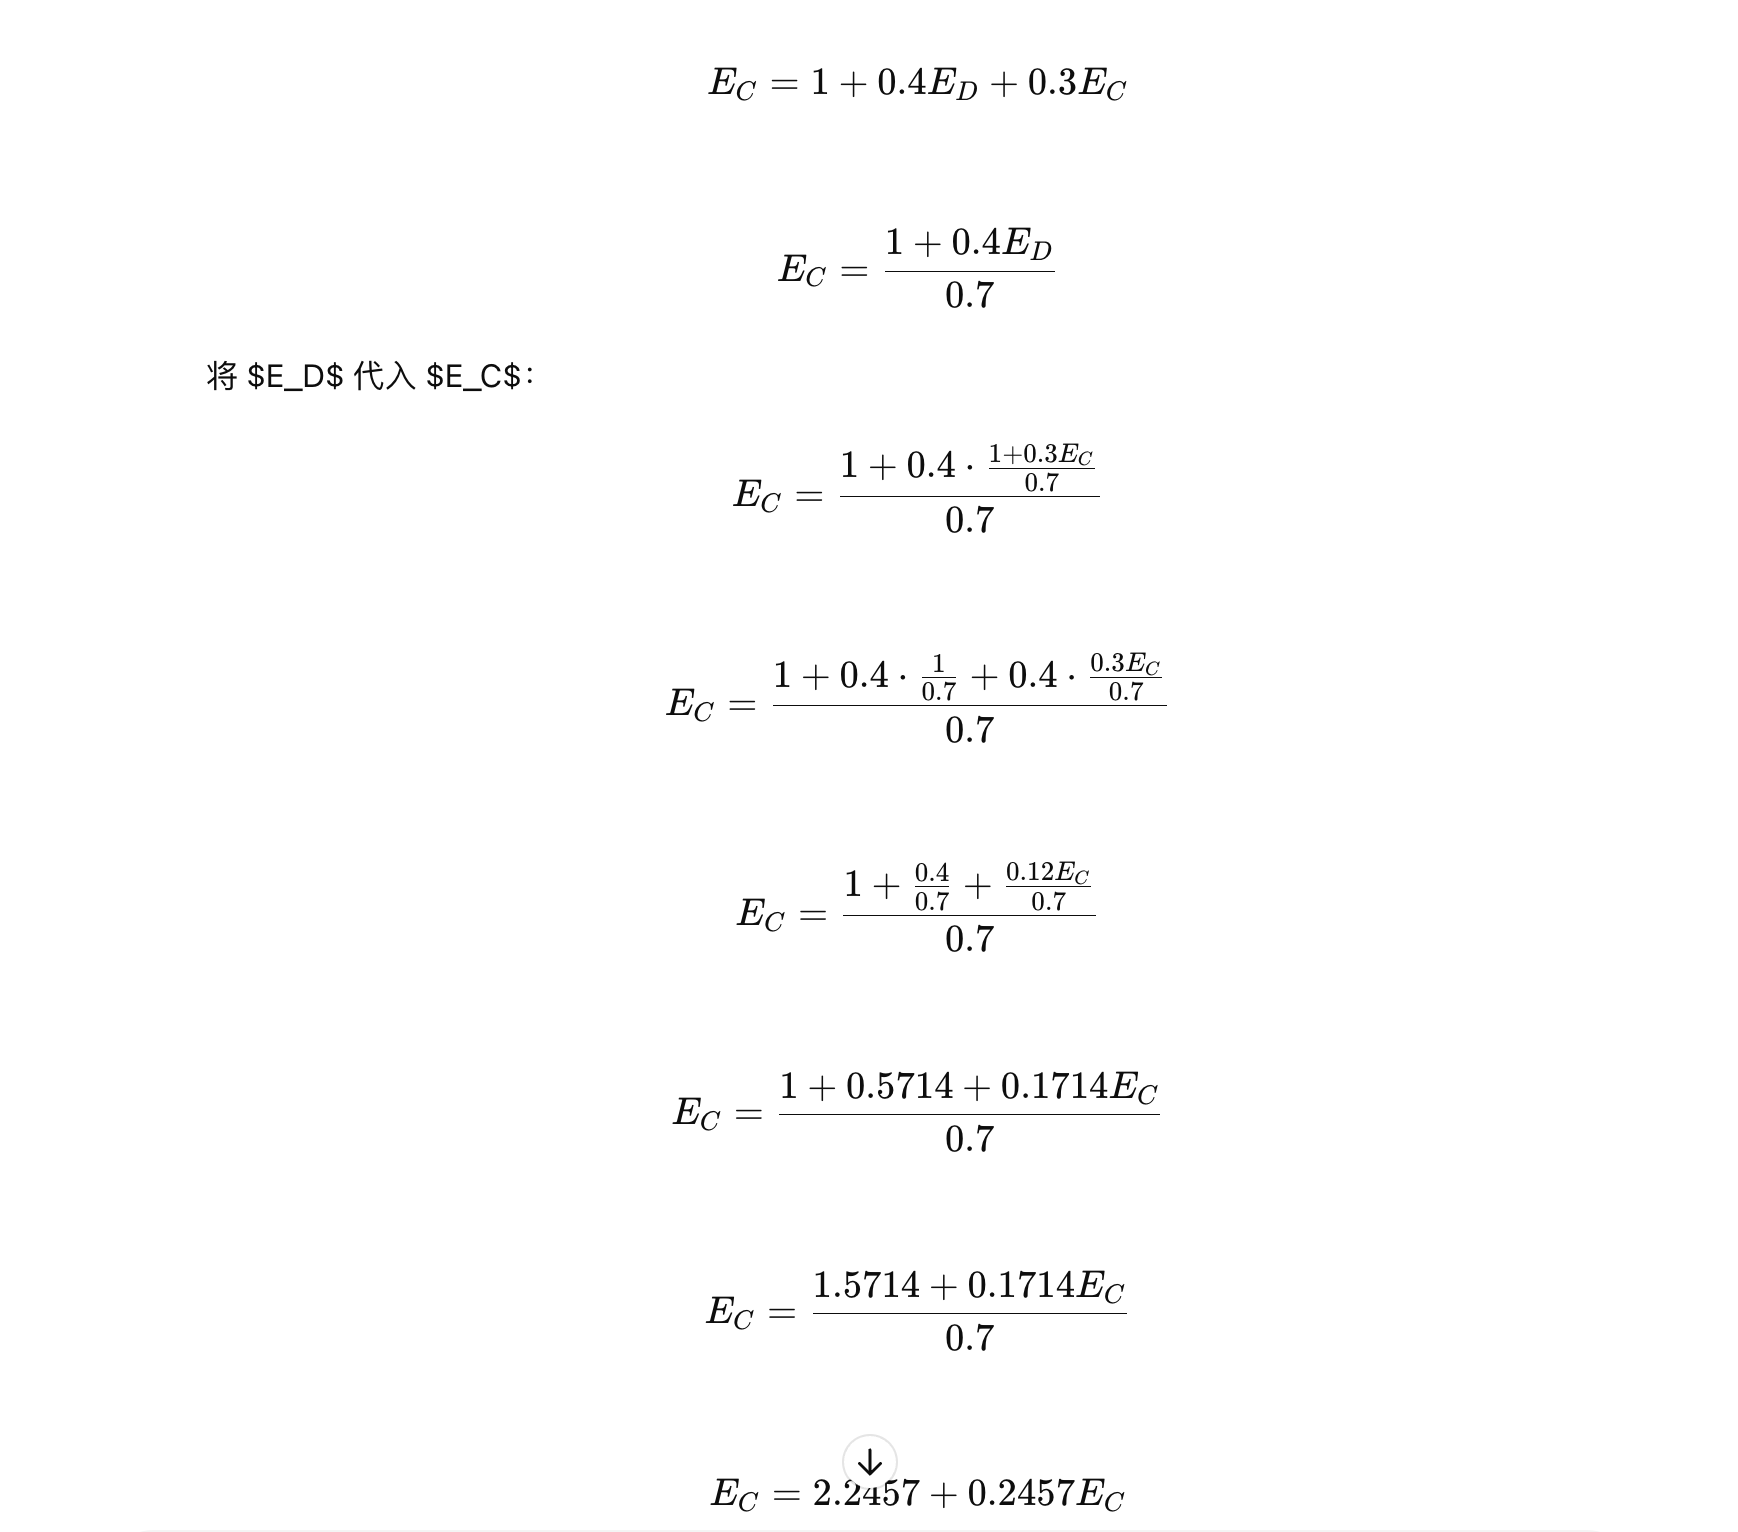 E_C = 1 + 0.4E_D + 0.3E_C
E_C = \frac{1 + 0.4E_D}{0.7}
将 $E_D$ 代入 $E_C$：
E_C = \frac{1 + 0.4 \cdot \frac{1+0.3E_C}{0.7}}{0.7}
E_C = \frac{1 + 0.4 \cdot \frac{1}{0.7} + 0.4 \cdot \frac{0.3E_C}{0.7}}{0.7}
E_C = \frac{1 + \frac{0.4}{0.7} + \frac{0.12E_C}{0.7}}{0.7}
E_C = \frac{1 + 0.5714 + 0.1714E_C}{0.7}
E_C = \frac{1.5714 + 0.1714E_C}{0.7}
E_C = 2.2457 + 0.2457E_C